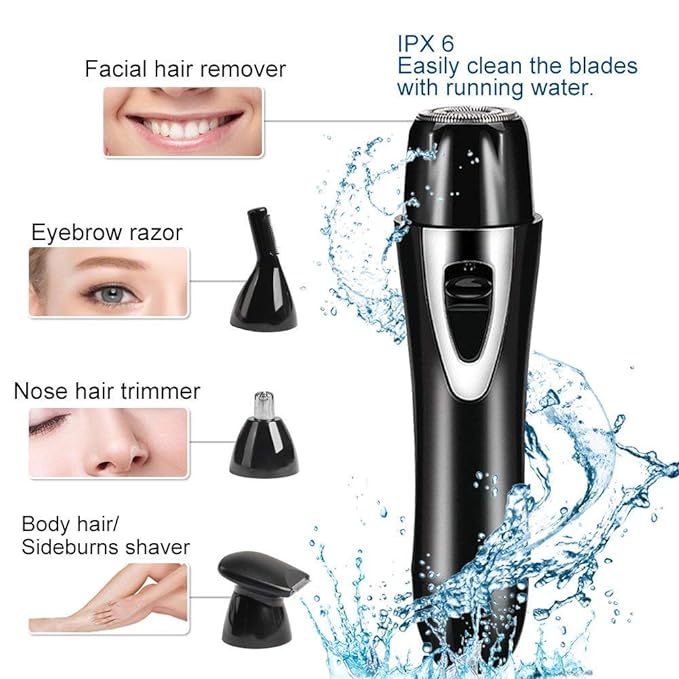 IPX 6
Easily clean the blades
with running water.
Facial hair remover
Eyebrow razor
Nose hair trimmer
Body hair/
Sideburns shaver